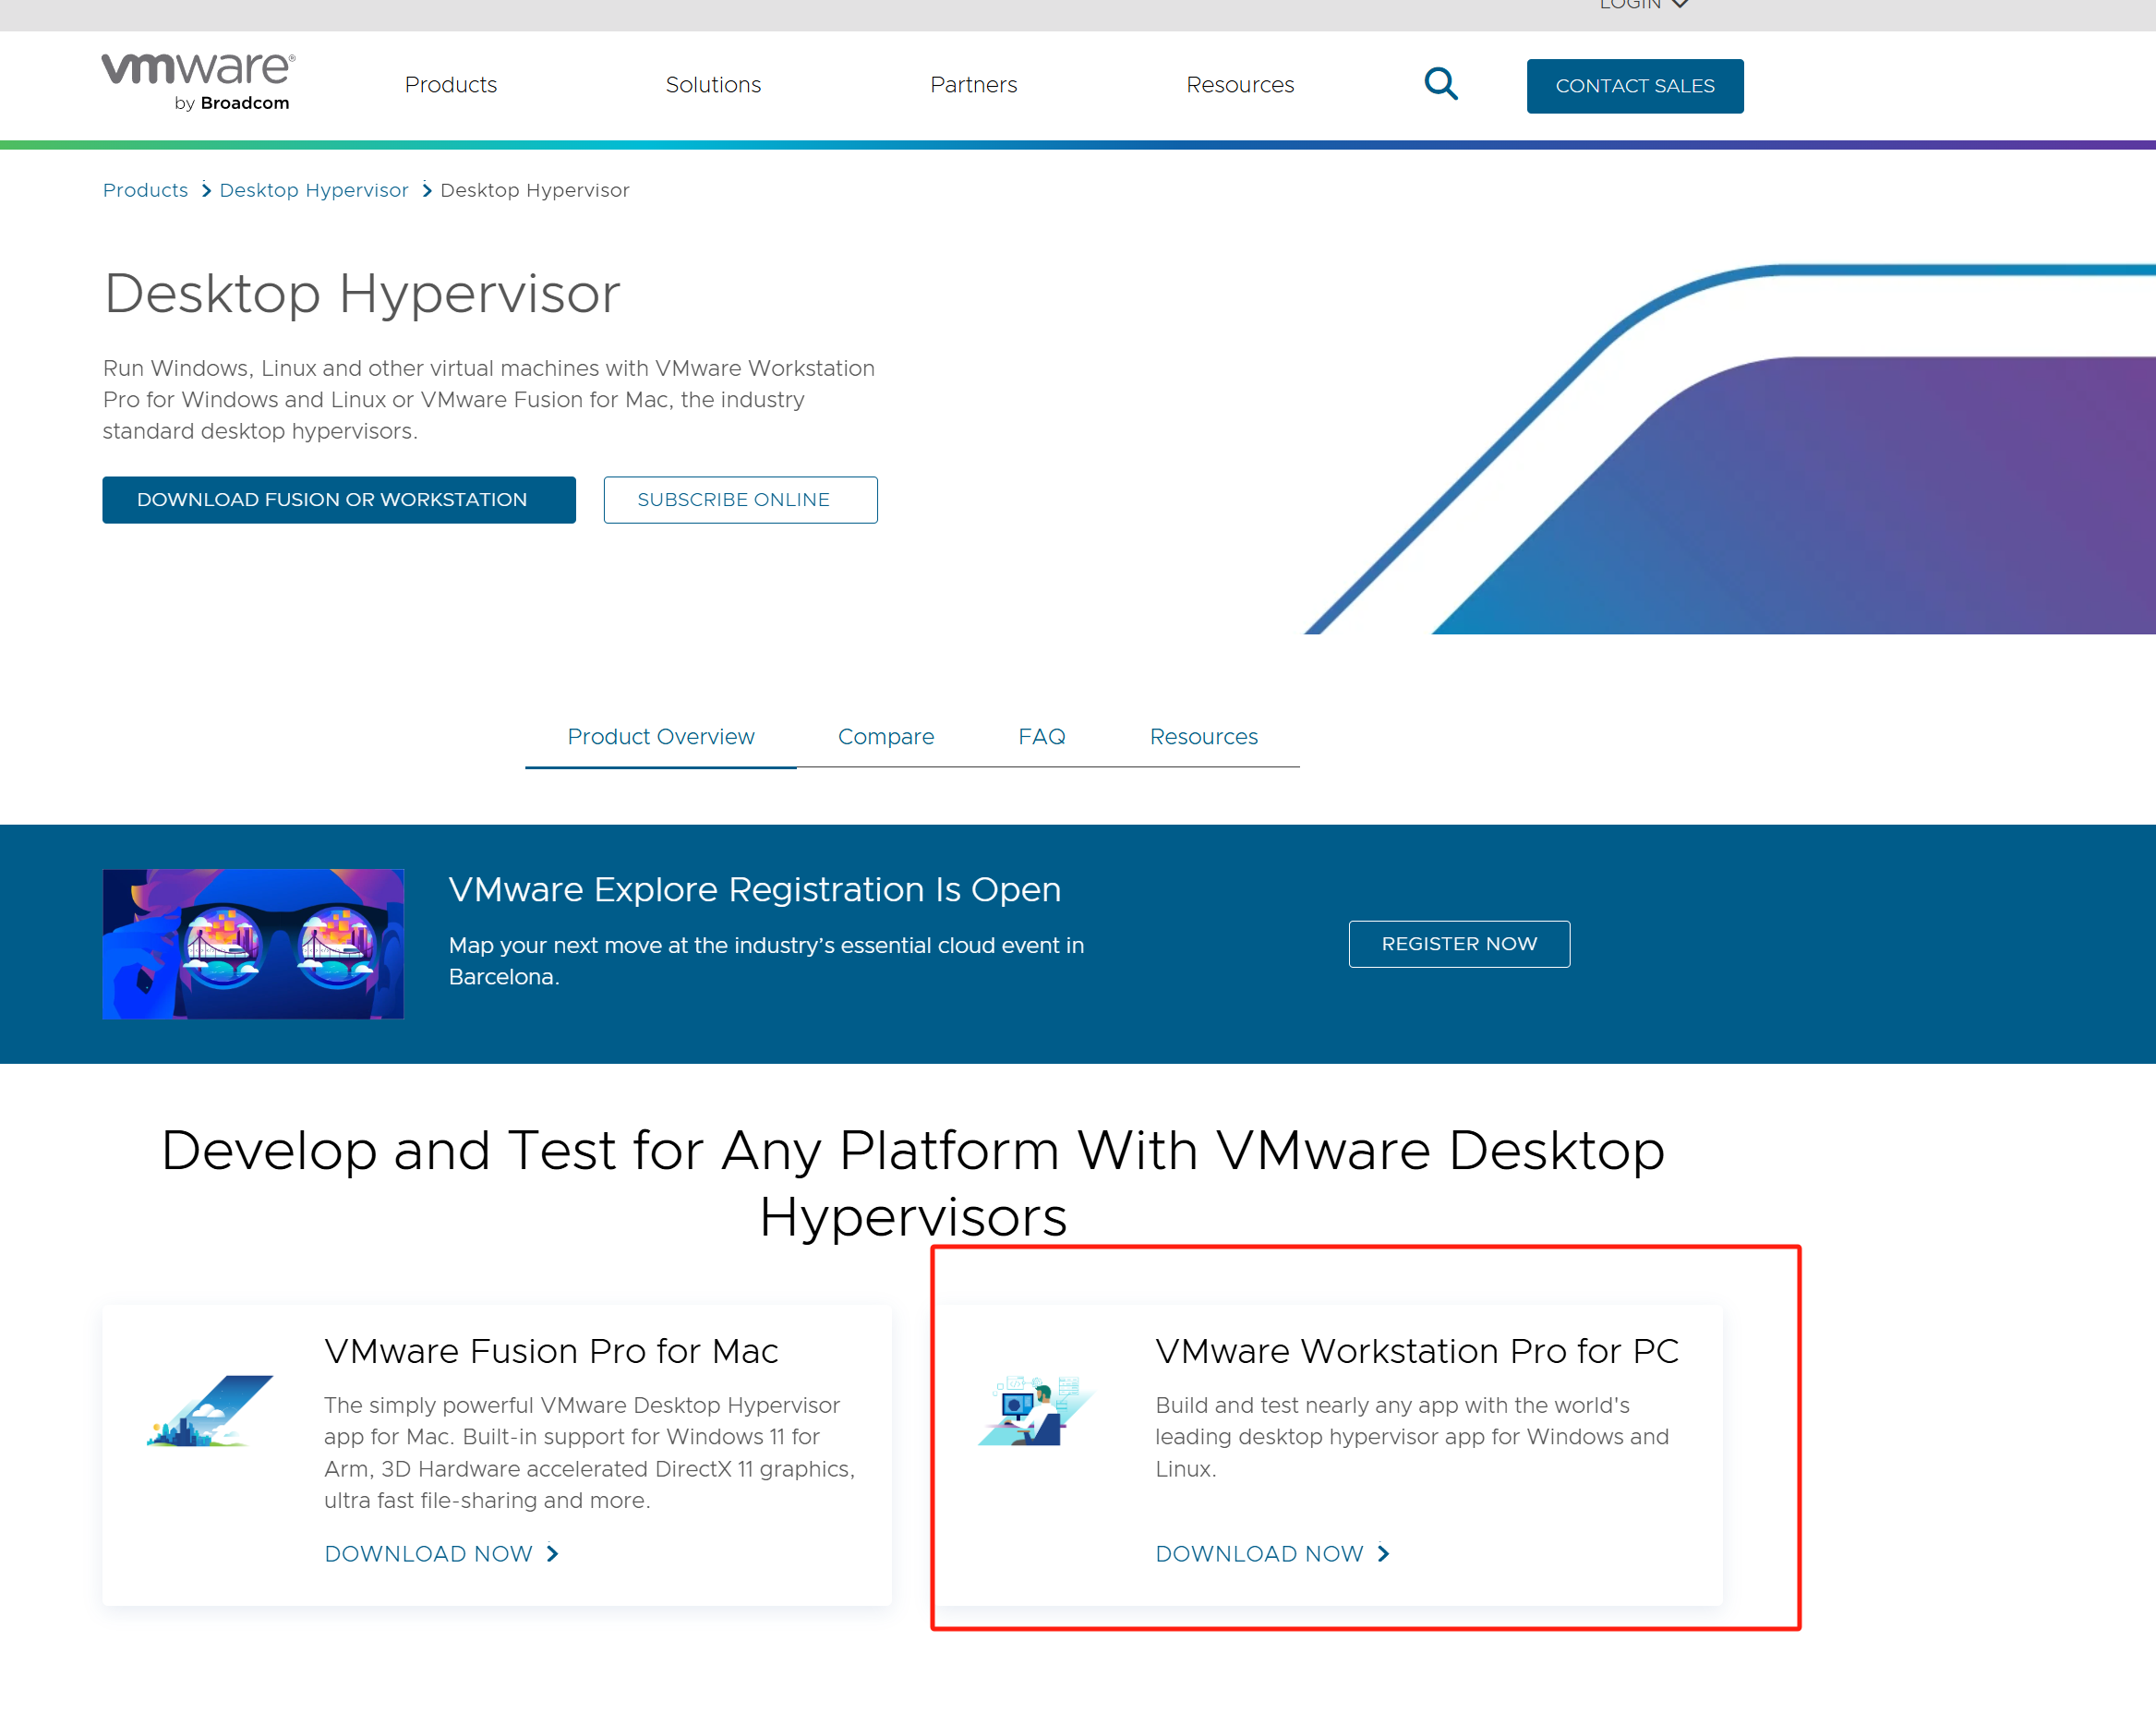 LOGIN
vmware®
by Broadcom
Products
Solutions
Partners
Resources
CONTACT SALES
Products
Desktop Hypervisor
Desktop Hypervisor
Desktop Hypervisor
Run Windows, Linux and other virtual machines with VMware Workstation
Pro for Windows and Linux or VMware Fusion for Mac, the industry
standard desktop hypervisors.
DOWNLOAD FUSION OR WORKSTATION
SUBSCRIBE ONLINE
Product Overview
Compare
FAQ
Resources
VMware Explore Registration Is Open
Map your next move at the industry’s essential cloud event in
Barcelona.
REGISTER NOW
Develop and Test for Any Platform With VMware Desktop
Hypervisors
VMware Fusion Pro for Mac
The simply powerful VMware Desktop Hypervisor
app for Mac. Built-in support for Windows 11 for
Arm, 3D Hardware accelerated DirectX 11 graphics,
ultra fast file-sharing and more.
DOWNLOAD NOW
VMware Workstation Pro for PC
Build and test nearly any app with the world's
leading desktop hypervisor app for Windows and
Linux.
DOWNLOAD NOW